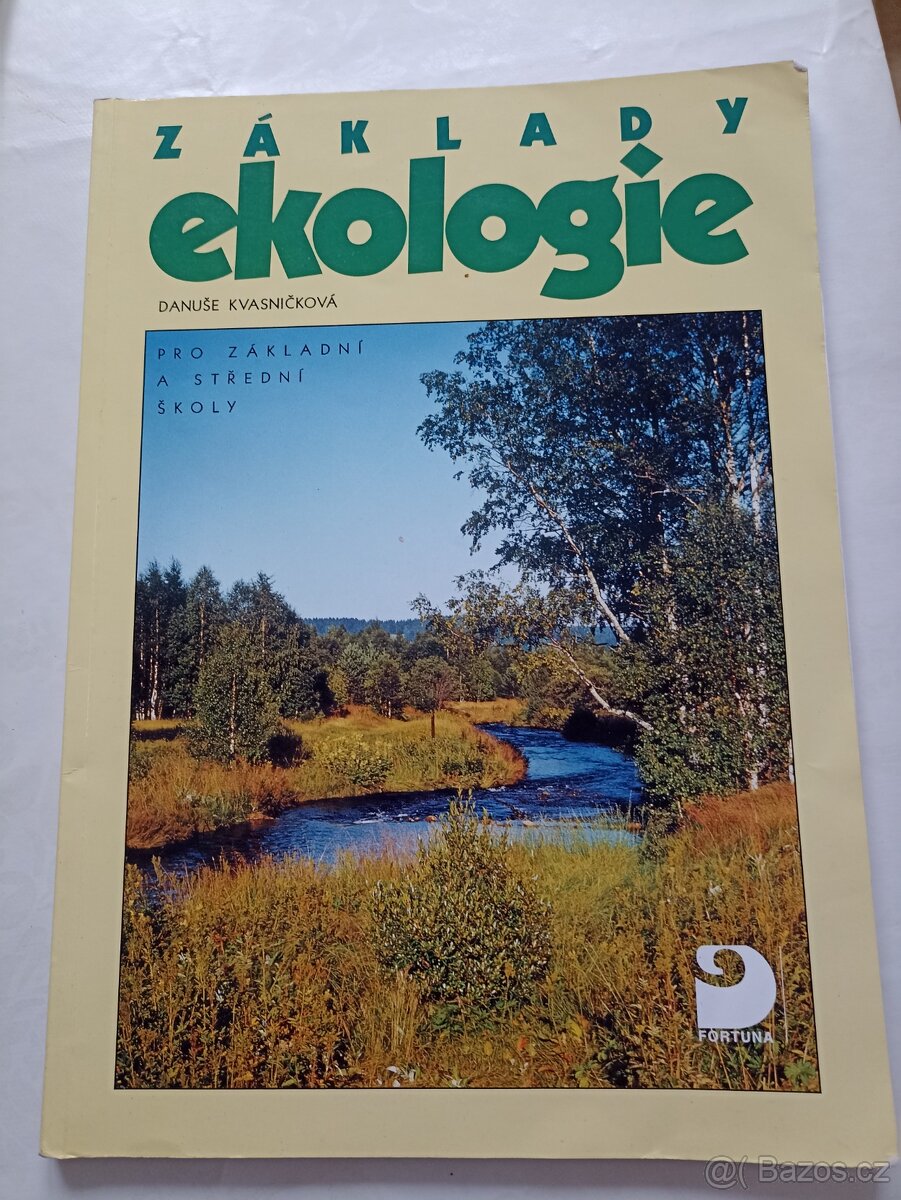 ZÁKLADY
ekologie
DANUŠE KVASNIČKOVÁ
PRO ZÁKLADNÍ
A STŘEDNÍ
ŠKOLY
FORTUNA
@( Bazos.cz